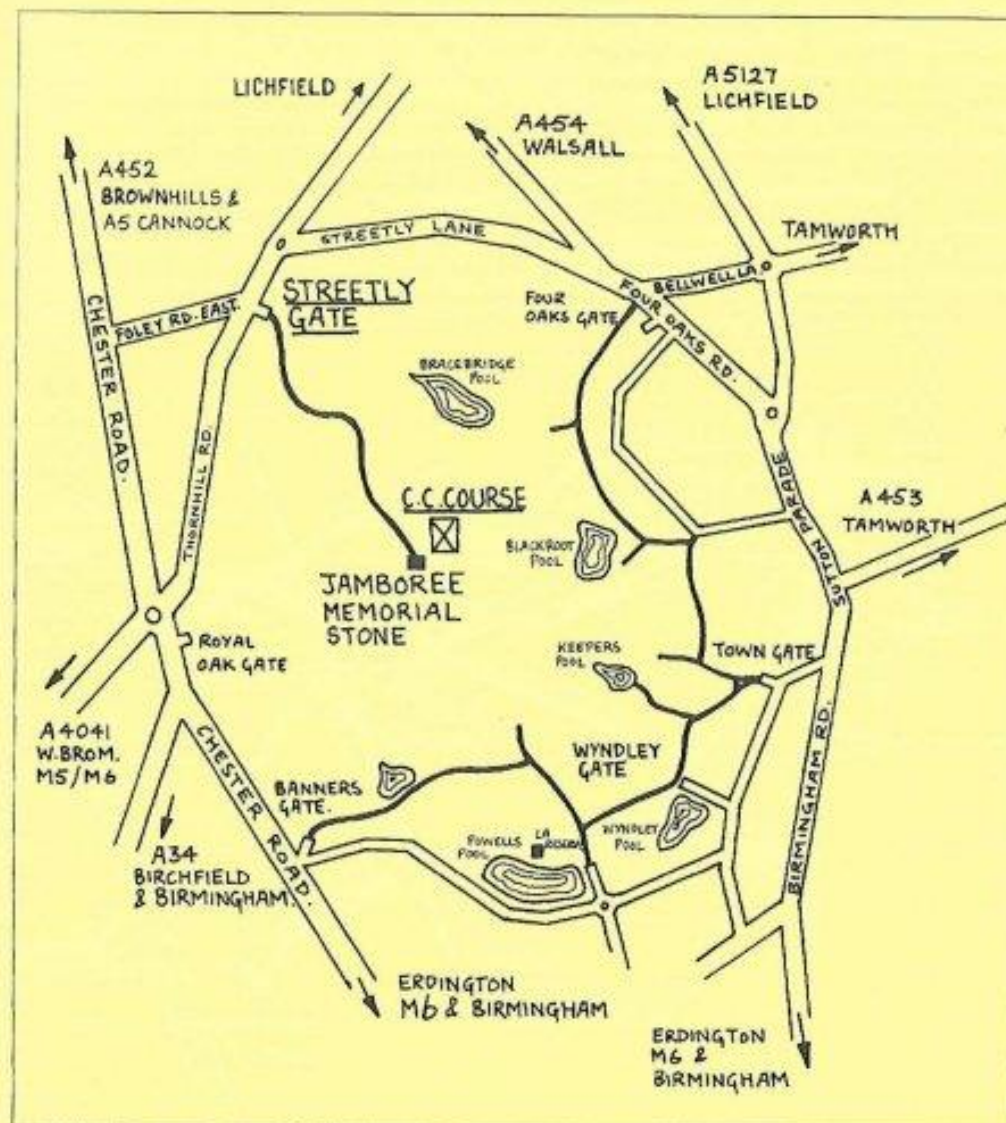 LICHFIELD
A5127
LICHFIELD
A454
WALSALL
A452
BROWNHILLS &
A5 CANNOCK
STREETLY LANE
TAMWORTH
BELLWELL LA.
STREETLY
GATE
FOUR
OAKS GATE
FOUR OAKS RD.
FOLEY RD. EAST.
CHESTER ROAD.
BRACEBRIDGE
POOL
THORNHILL RD.
C.C. COURSE
SUTTON PARADE
A453
TAMWORTH
BLACKROOT
POOL
JAMBOREE
MEMORIAL
STONE
ROYAL
OAK GATE
KEEPERS
POOL
TOWN GATE
A4041
W.BROM.
M5/M6
CHESTER ROAD.
WYNDLEY
GATE
BANNERS
GATE.
BIRMINGHAM RD.
POWELLS
POOL
LA
WYNDLEY
POOL
A34
BIRCHFIELD
& BIRMINGHAM.
ERDINGTON
M6 & BIRMINGHAM
ERDINGTON
M6 &
BIRMINGHAM